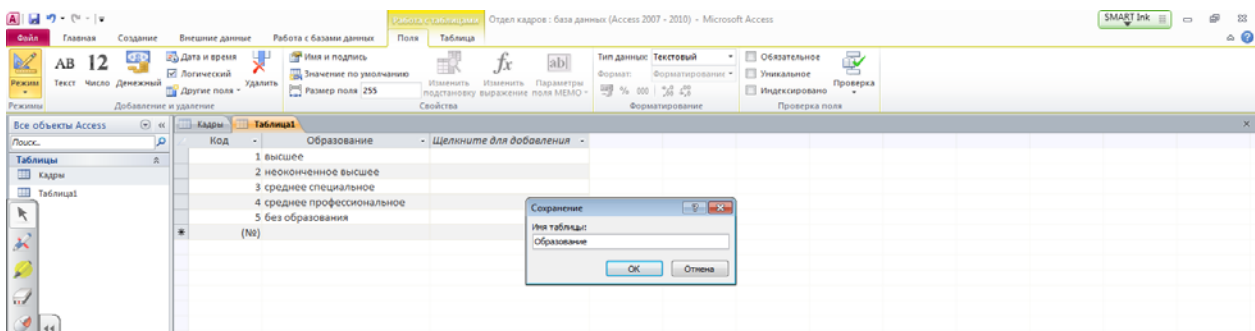 Работа с таблицами
Отдел кадров : база данных (Access 2007 - 2010) - Microsoft Access
SMART Ink
Файл Главная Создание Внешние данные Работа с базами данных Поля Таблица
Режим
AB 12
Текст Число Денежный
Дата и время
Логический
Другие поля
Удалить
Имя и подпись
Значение по умолчанию
Размер поля 255
Изменить подстановку
fx
Изменить выражение
ab
Параметры поля MEMO
Тип данных: Текстовый
Формат: Форматирование
% 000
Обязательное
Уникальное
Индексировано
Проверка
Режимы Добавление и удаление Свойства Форматирование Проверка поля
Все объекты Access
Поиск...
Таблицы
Кадры
Таблица1
Кадры Таблица1
Код Образование Щелкните для добавления
1 высшее
2 неоконченное высшее
3 среднее специальное
4 среднее профессиональное
5 без образования
(№)
Сохранение
Имя таблицы:
Образование
ОК Отмена